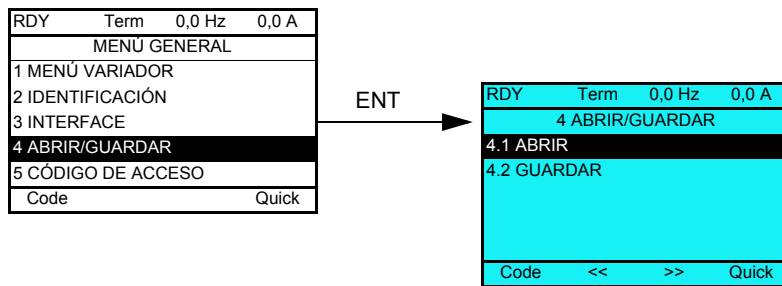 RDY Term 0,0 Hz 0,0 A
MENÚ GENERAL
1 MENÚ VARIADOR
2 IDENTIFICACIÓN
3 INTERFACE
4 ABRIR/GUARDAR
5 CÓDIGO DE ACCESO
Code Quick
ENT
RDY Term 0,0 Hz 0,0 A
4 ABRIR/GUARDAR
4.1 ABRIR
4.2 GUARDAR
Code << >> Quick